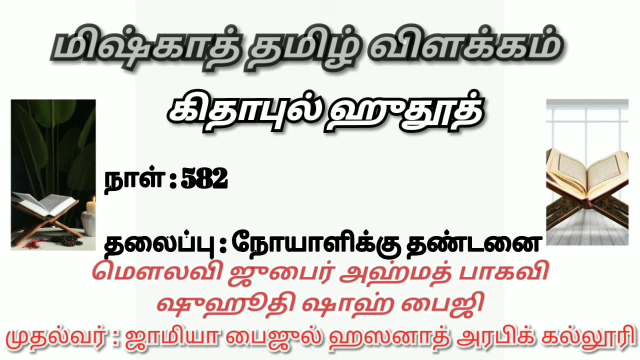 மிஷ்காத் தமிழ் விளக்கம்
கிதாபுல் ஹுதூத்
நாள் : 582
தலைப்பு : நோயாளிக்கு தண்டனை
மௌலவி ஜுபைர் அஹ்மத் பாகவி
ஷுஹூதி ஷாஹ் பைஜி
முதல்வர் : ஜாமியா பைஜுல் ஹஸனாத் அரபிக் கல்லூரி